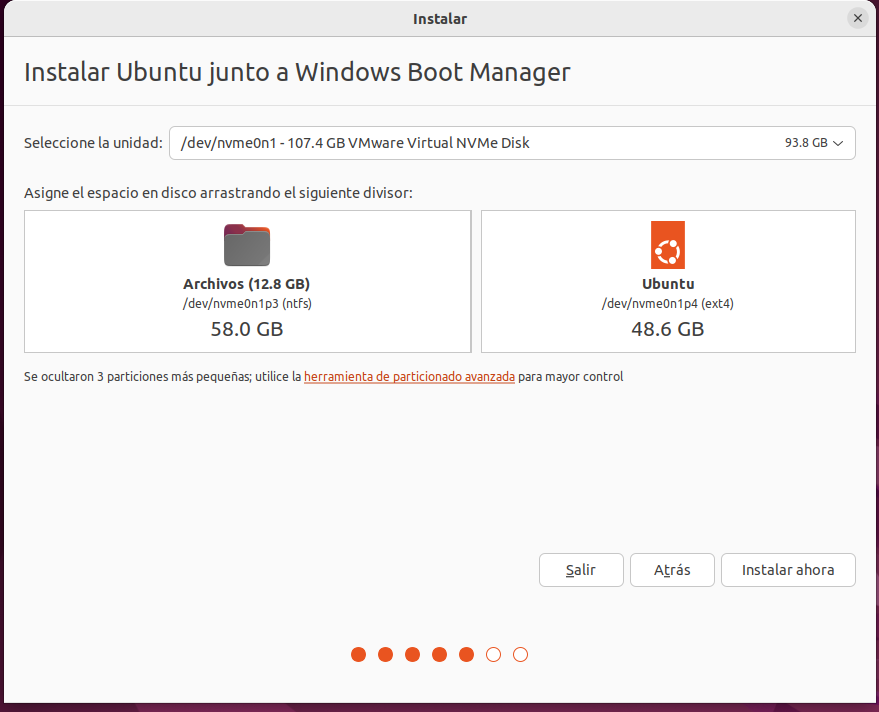 Instalar
Instalar Ubuntu junto a Windows Boot Manager
Seleccione la unidad: /dev/nvme0n1 - 107.4 GB VMware Virtual NVMe Disk 93.8 GB
Asigne el espacio en disco arrastrando el siguiente divisor:
Archivos (12.8 GB)
/dev/nvme0n1p3 (ntfs)
58.0 GB
Ubuntu
/dev/nvme0n1p4 (ext4)
48.6 GB
Se ocultaron 3 particiones más pequeñas; utilice la herramienta de particionado avanzada para mayor control
Salir Atrás Instalar ahora